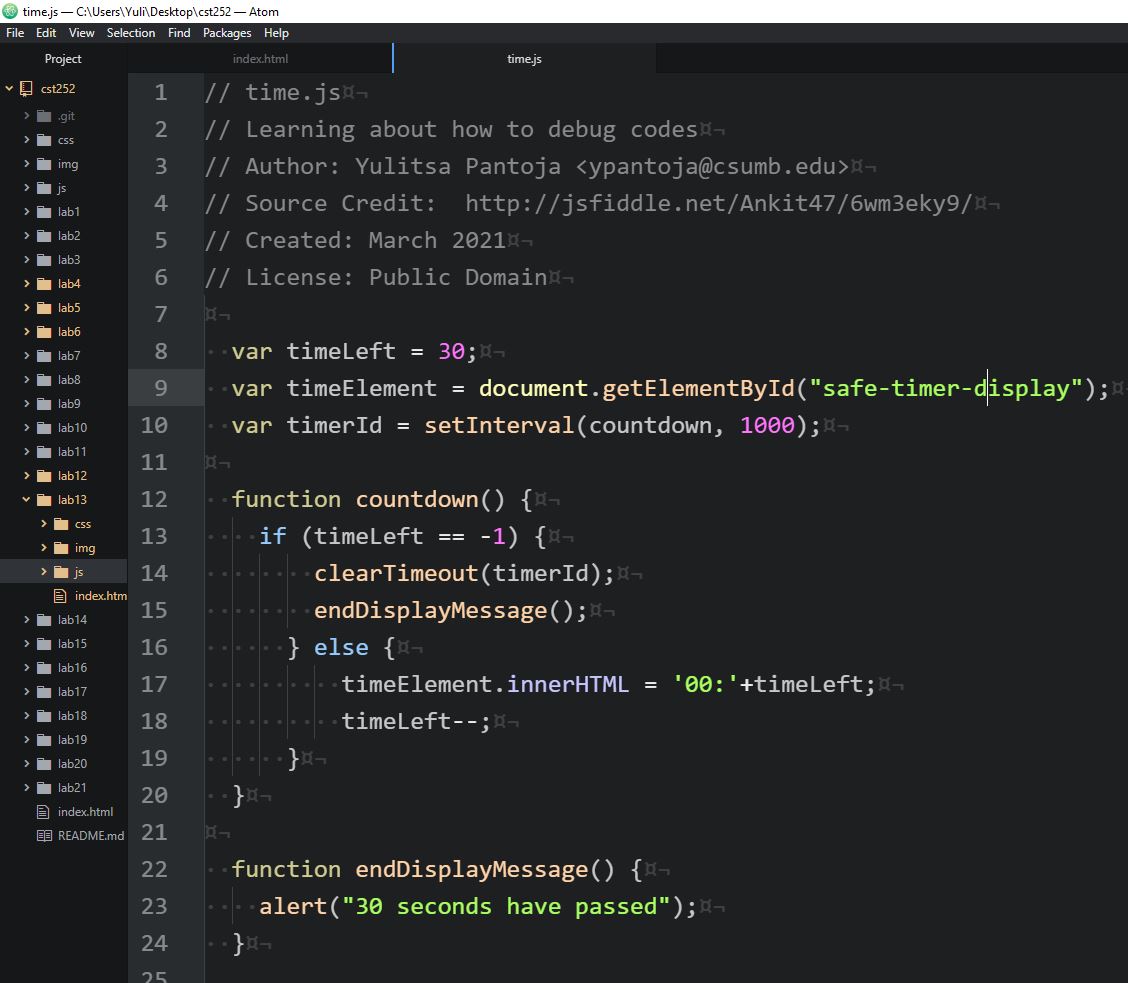 time.js — C:\Users\Yuli\Desktop\cst252 — Atom
File Edit View Selection Find Packages Help
Project
index.html
time.js
cst252
.git
css
img
js
lab1
lab2
lab3
lab4
lab5
lab6
lab7
lab8
lab9
lab10
lab11
lab12
lab13
css
img
js
index.htm
lab14
lab15
lab16
lab17
lab18
lab19
lab20
lab21
index.html
README.md
1 // time.js
2 // Learning about how to debug codes
3 // Author: Yulitsa Pantoja <ypantoja@csumb.edu>
4 // Source Credit:  http://jsfiddle.net/Ankit47/6wm3eky9/
5 // Created: March 2021
6 // License: Public Domain
7
8 var timeLeft = 30;
9 var timeElement = document.getElementById("safe-timer-display");
10 var timerId = setInterval(countdown, 1000);
11
12 function countdown() {
13 if (timeLeft == -1) {
14 clearTimeout(timerId);
15 endDisplayMessage();
16 } else {
17 timeElement.innerHTML = '00:'+timeLeft;
18 timeLeft--;
19 }
20 }
21
22 function endDisplayMessage() {
23 alert("30 seconds have passed");
24 }
25